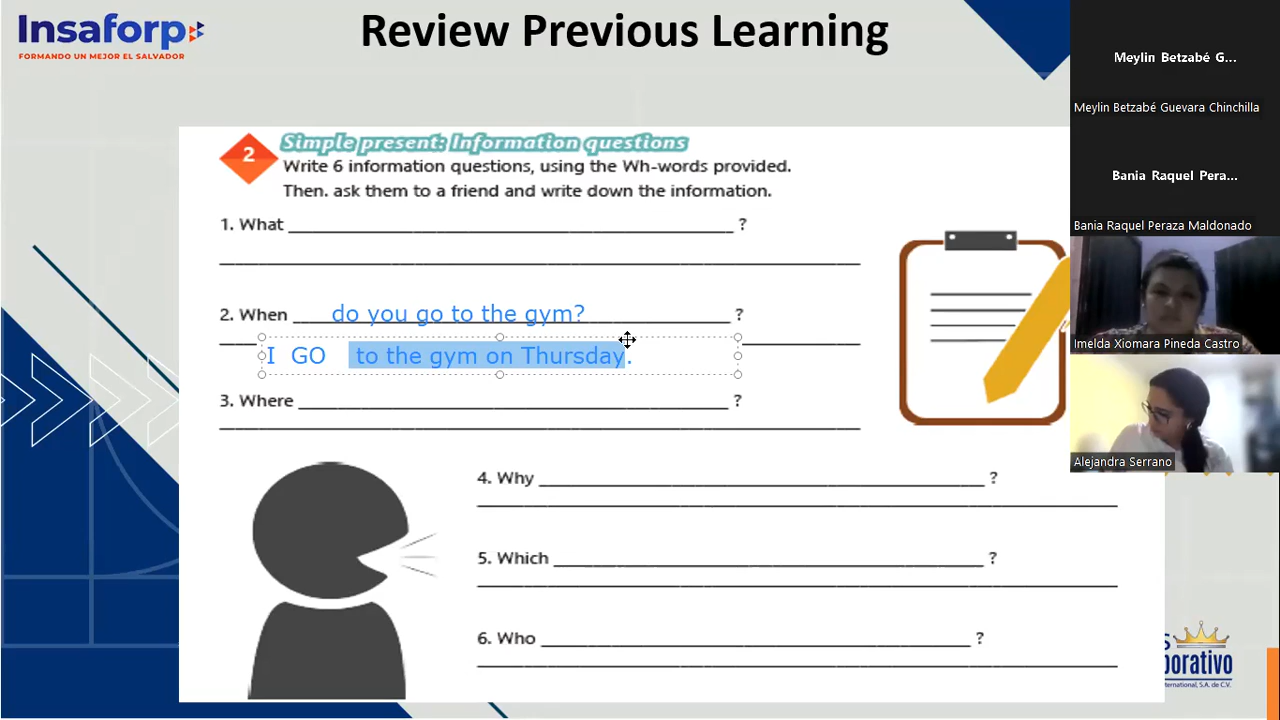 Insaforp
FORMANDO UN MEJOR EL SALVADOR
Review Previous Learning
2
Simple present: Information questions
Write 6 information questions, using the Wh-words provided.
Then. ask them to a friend and write down the information.
1. What ?
2. When do you go to the gym? ?
I GO to the gym on Thursday.
3. Where ?
4. Why ?
5. Which ?
6. Who ?
Meylin Betzabé G...
Meylin Betzabé Guevara Chinchilla
Bania Raquel Pera...
Bania Raquel Peraza Maldonado
Imelda Xiomara Pineda Castro
Alejandra Serrano